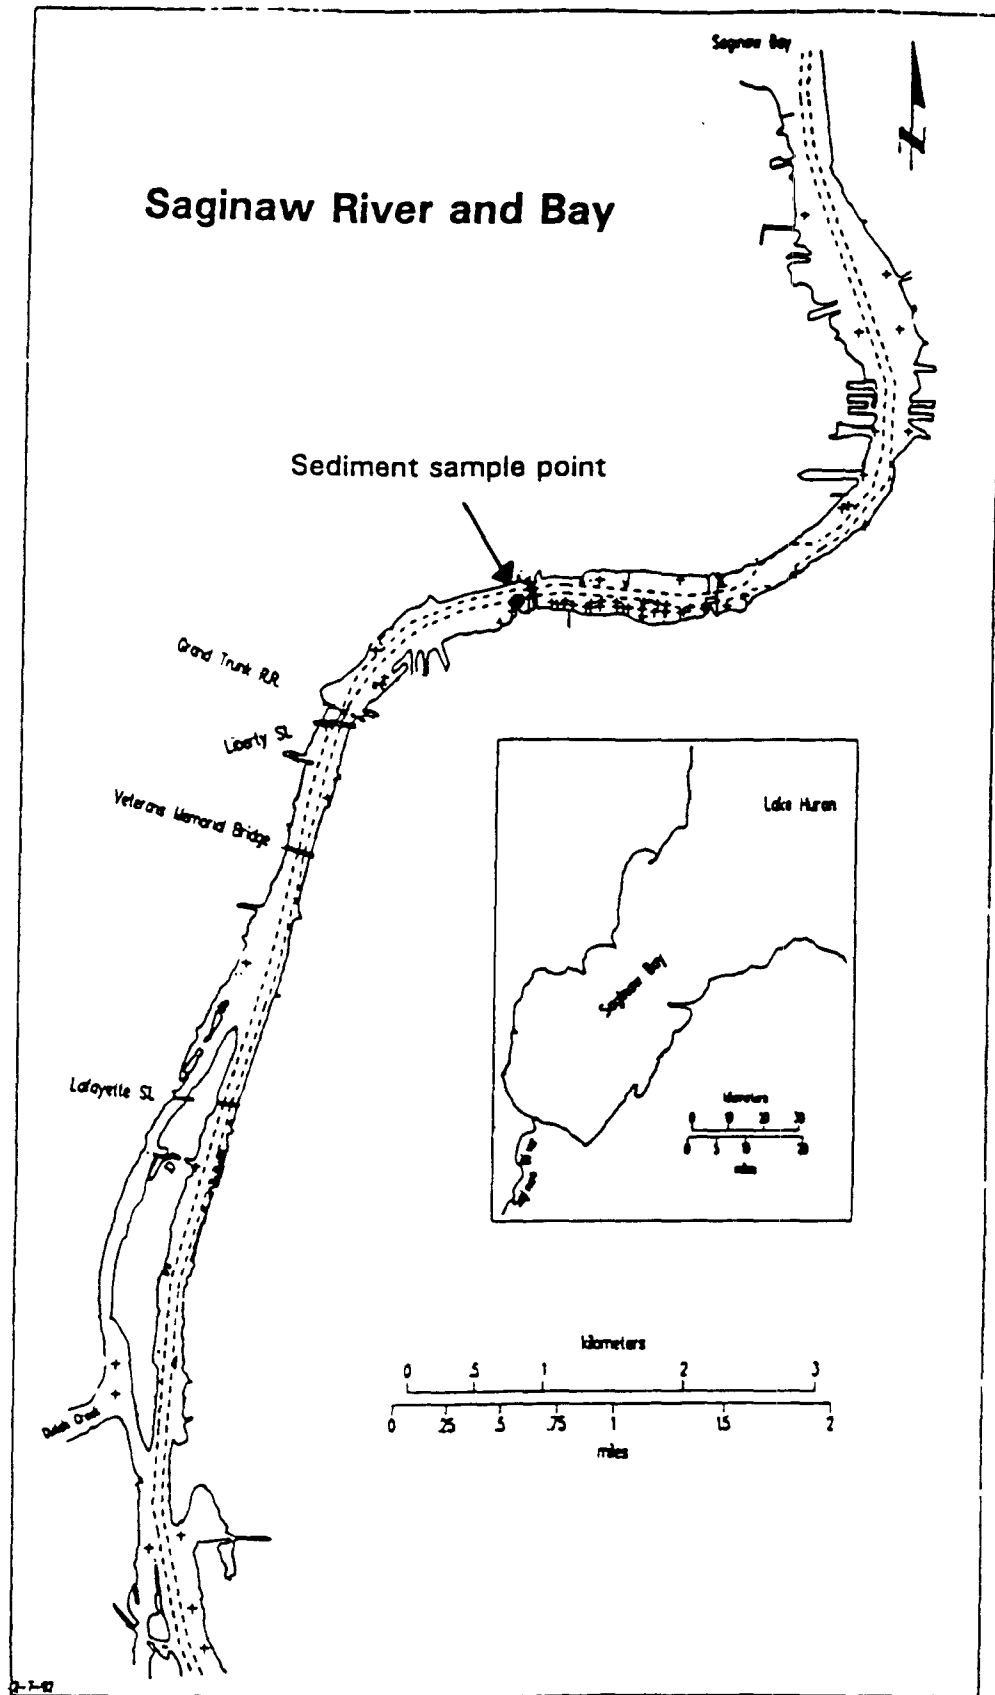 Saginaw Bay
Saginaw River and Bay
Sediment sample point
Grand Trunk R.R.
Liberty St.
Veterans Memorial Bridge
Lake Huron
Saginaw Bay
Lafayette St.
kilometers
0 10 20 30
0 5 10 20
miles
kilometers
0 .5 1 2 3
0 .25 .5 .75 1 1.5 2
miles